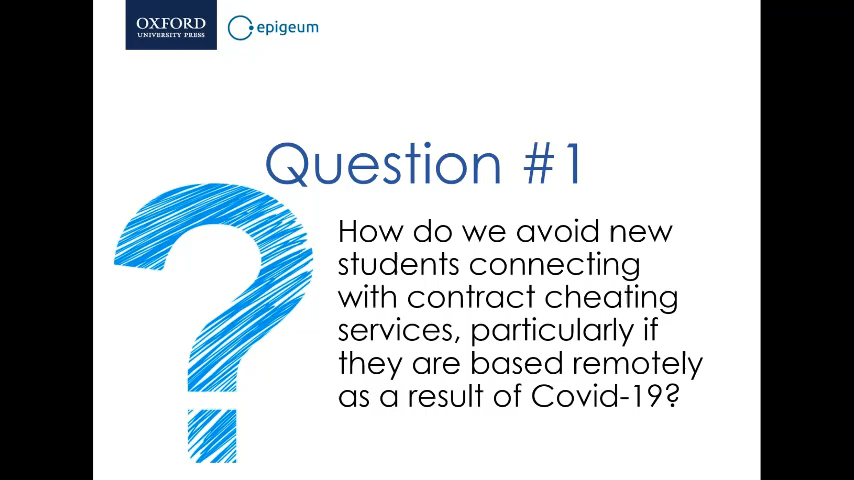 OXFORD
UNIVERSITY PRESS
epigeum
Question #1
How do we avoid new
students connecting
with contract cheating
services, particularly if
they are based remotely
as a result of Covid-19?